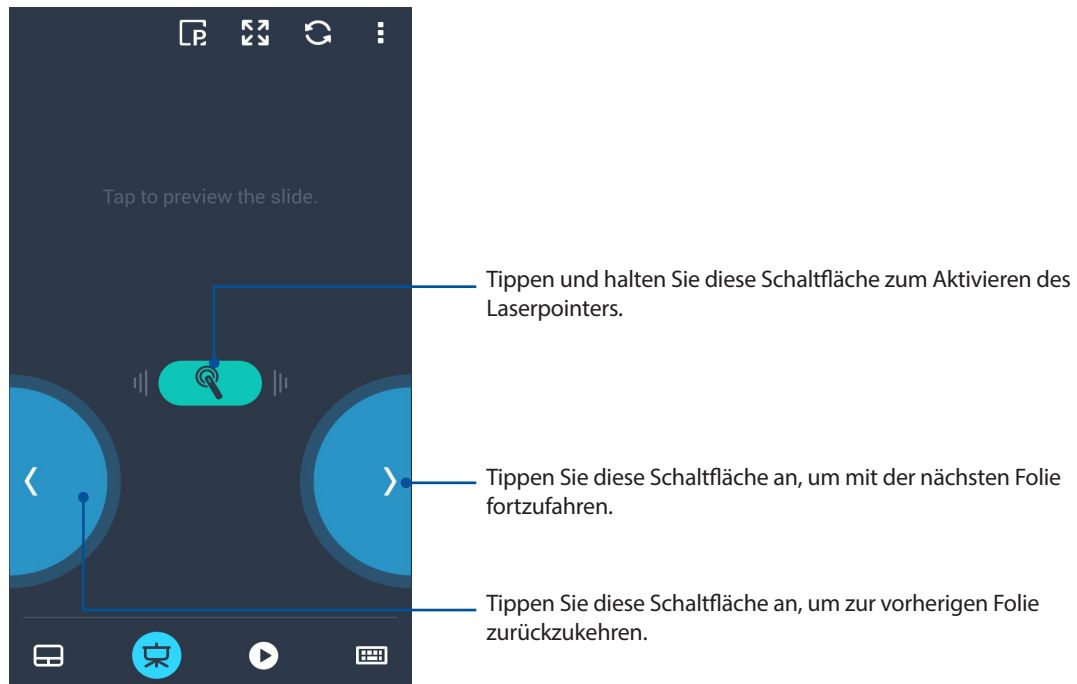 P
Tap to preview the slide.
Tippen und halten Sie diese Schaltfläche zum Aktivieren des
Laserpointers.
Tippen Sie diese Schaltfläche an, um mit der nächsten Folie
fortzufahren.
Tippen Sie diese Schaltfläche an, um zur vorherigen Folie
zurückzukehren.